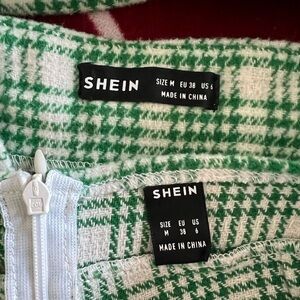 SHEIN
SIZE M EU 38 US 6
MADE IN CHINA
SHEIN
SIZE EU US
M 38 6
MADE IN CHINA